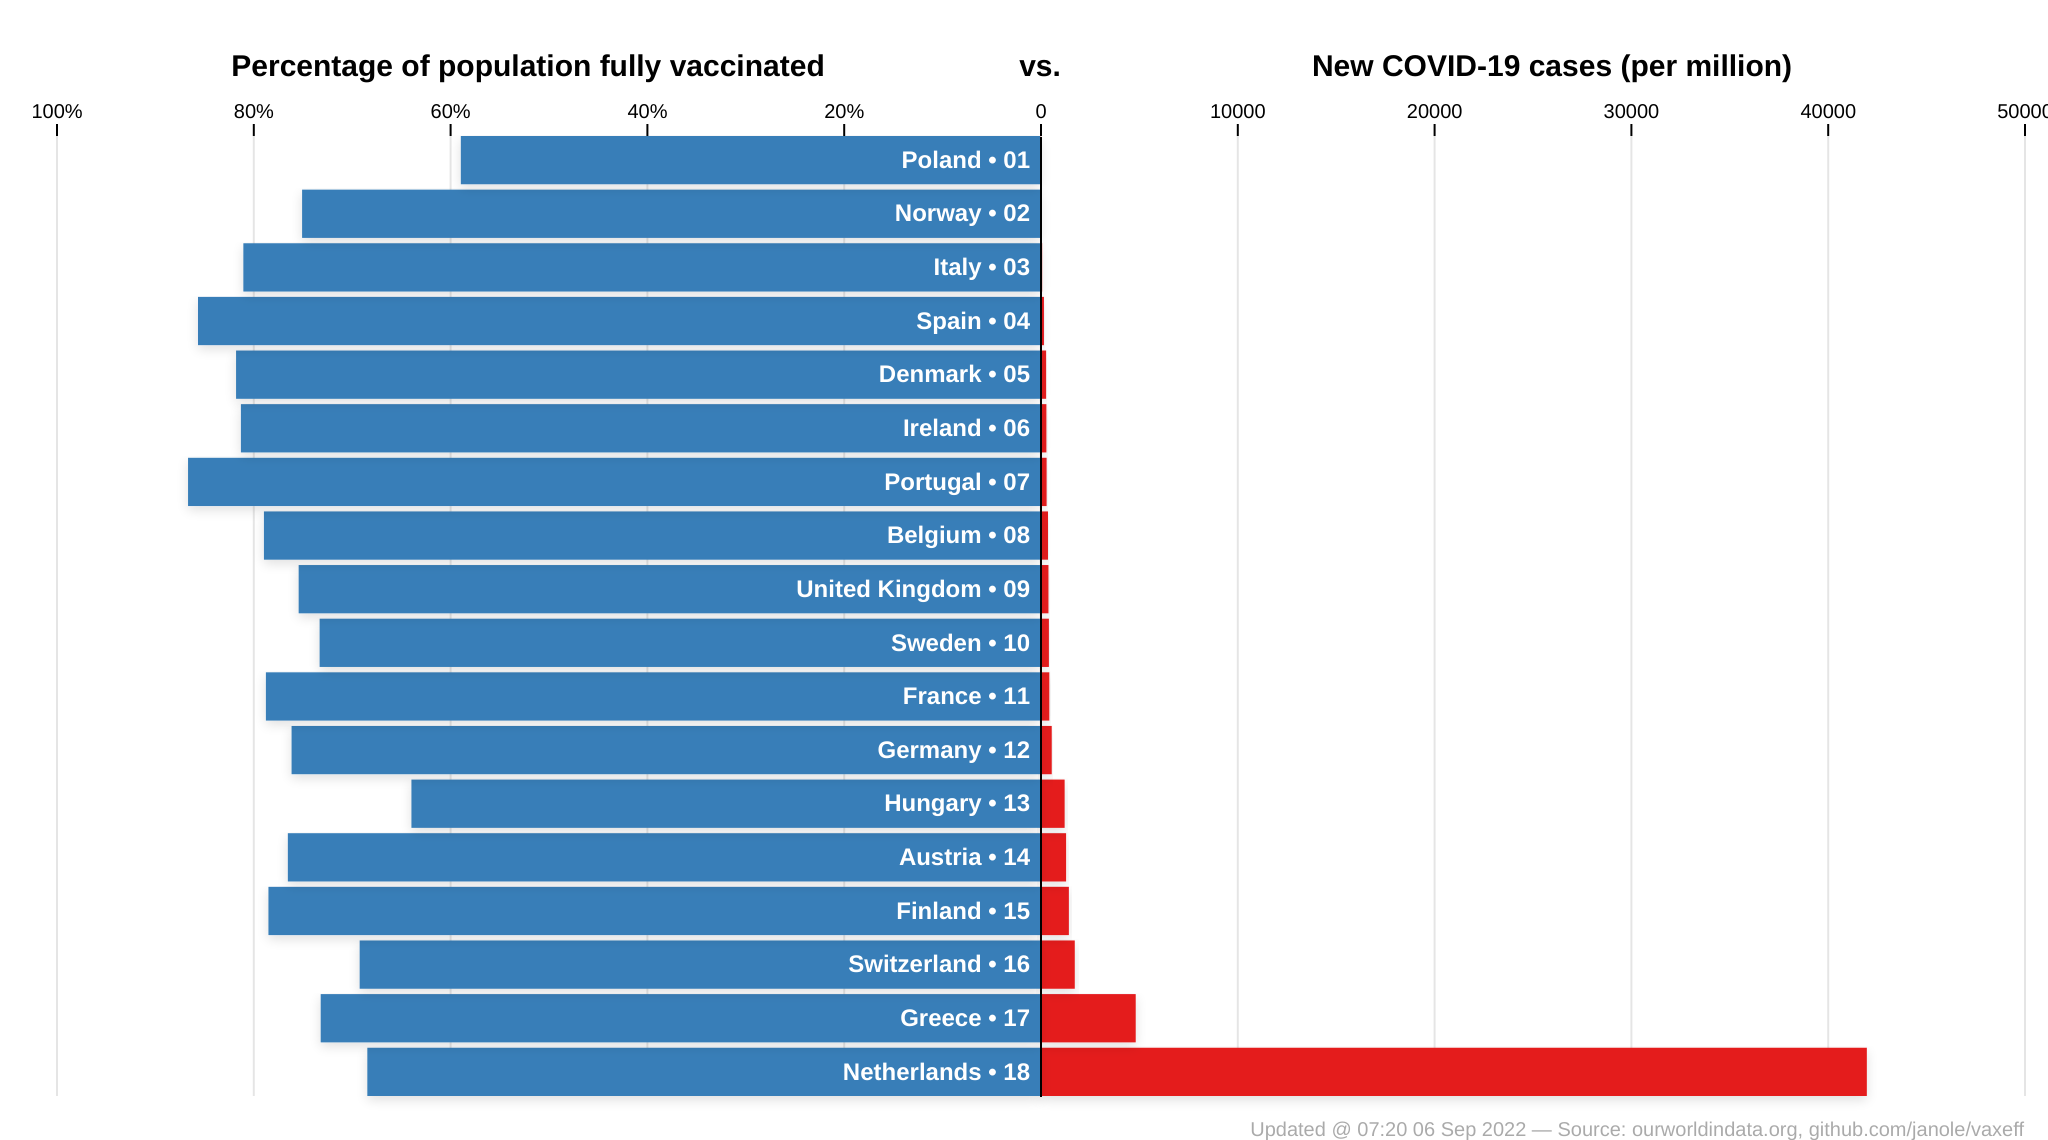 Percentage of population fully vaccinated vs. New COVID-19 cases (per million)
100% 80% 60% 40% 20% 0 10000 20000 30000 40000 50000
Poland • 01
Norway • 02
Italy • 03
Spain • 04
Denmark • 05
Ireland • 06
Portugal • 07
Belgium • 08
United Kingdom • 09
Sweden • 10
France • 11
Germany • 12
Hungary • 13
Austria • 14
Finland • 15
Switzerland • 16
Greece • 17
Netherlands • 18
Updated @ 07:20 06 Sep 2022 — Source: ourworldindata.org, github.com/janole/vaxeff